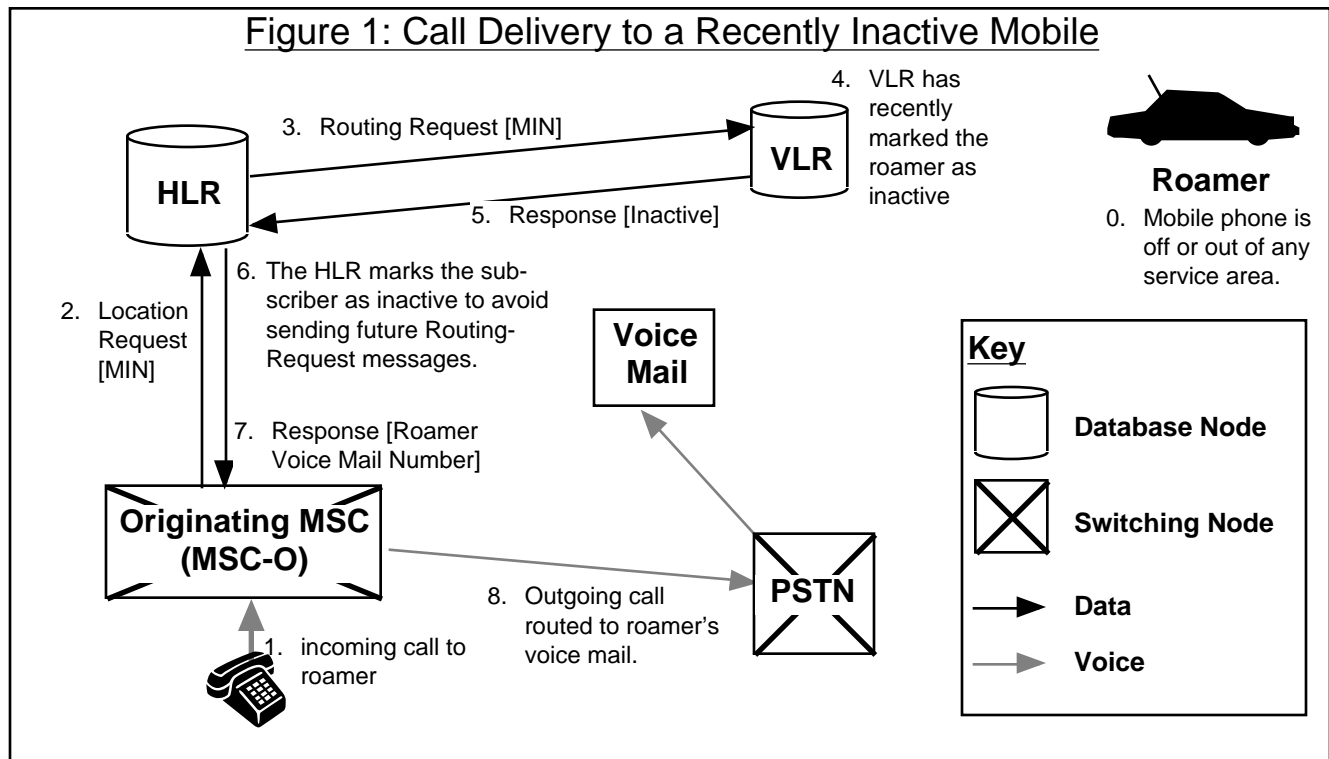 Figure 1: Call Delivery to a Recently Inactive Mobile
HLR
3. Routing Request [MIN]
VLR
4. VLR has
recently
marked the
roamer as
inactive
5. Response [Inactive]
Roamer
0. Mobile phone is
off or out of any
service area.
2. Location
Request
[MIN]
6. The HLR marks the sub-
scriber as inactive to avoid
sending future Routing-
Request messages.
Voice
Mail
7. Response [Roamer
Voice Mail Number]
Originating MSC
(MSC-O)
PSTN
8. Outgoing call
routed to roamer’s
voice mail.
1. incoming call to
roamer
Key
Database Node
Switching Node
Data
Voice